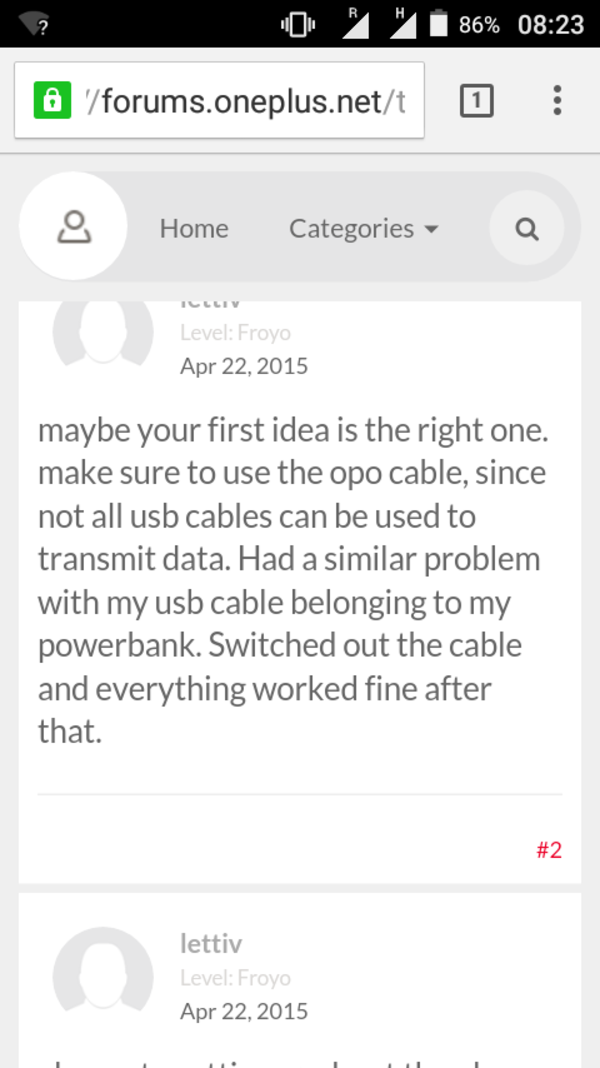 R H 86% 08:23
//forums.oneplus.net/t 1
Home Categories
lettiv
Level: Froyo
Apr 22, 2015
maybe your first idea is the right one.
make sure to use the opo cable, since
not all usb cables can be used to
transmit data. Had a similar problem
with my usb cable belonging to my
powerbank. Switched out the cable
and everything worked fine after
that.
#2
lettiv
Level: Froyo
Apr 22, 2015